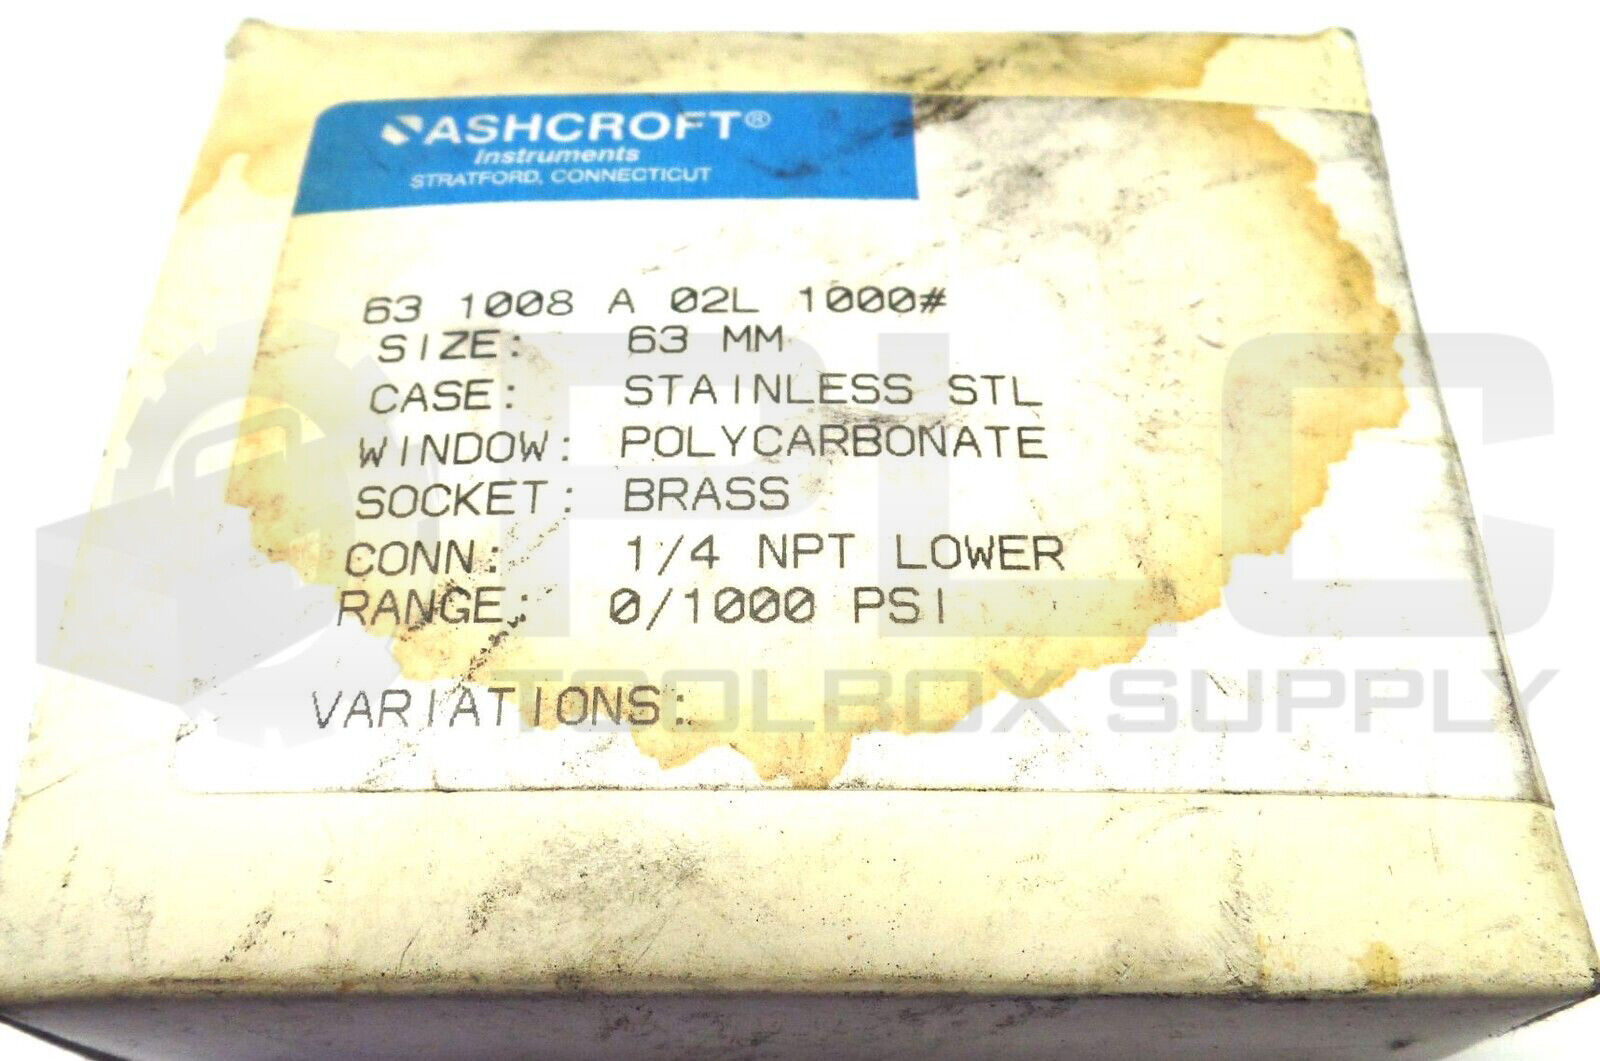 ASHCROFT®
Instruments
STRATFORD, CONNECTICUT
63 1008 A 02L 1000#
SIZE: 63 MM
CASE: STAINLESS STL
WINDOW: POLYCARBONATE
SOCKET: BRASS
CONN: 1/4 NPT LOWER
RANGE: 0/1000 PSI
VARIATIONS:
PLC
TOOLBOX SUPPLY